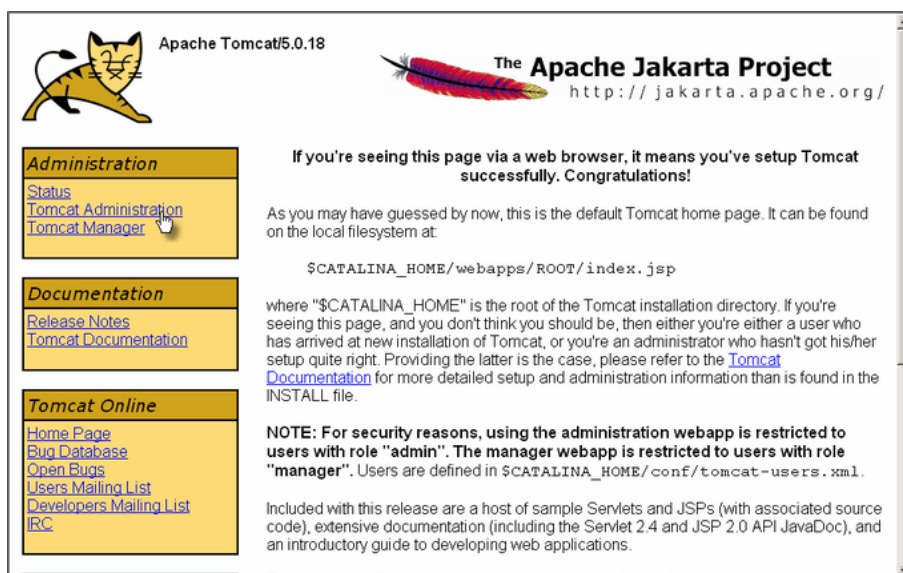 Apache Tomcat/5.0.18
The Apache Jakarta Project
http://jakarta.apache.org/
Administration
Status
Tomcat Administration
Tomcat Manager
Documentation
Release Notes
Tomcat Documentation
Tomcat Online
Home Page
Bug Database
Open Bugs
Users Mailing List
Developers Mailing List
IRC
If you're seeing this page via a web browser, it means you've setup Tomcat
successfully. Congratulations!
As you may have guessed by now, this is the default Tomcat home page. It can be found
on the local filesystem at:
$CATALINA_HOME/webapps/ROOT/index.jsp
where "$CATALINA_HOME" is the root of the Tomcat installation directory. If you're
seeing this page, and you don't think you should be, then either you're either a user who
has arrived at new installation of Tomcat, or you're an administrator who hasn't got his/her
setup quite right. Providing the latter is the case, please refer to the Tomcat
Documentation for more detailed setup and administration information than is found in the
INSTALL file.
NOTE: For security reasons, using the administration webapp is restricted to
users with role "admin". The manager webapp is restricted to users with role
"manager". Users are defined in $CATALINA_HOME/conf/tomcat-users.xml.
Included with this release are a host of sample Servlets and JSPs (with associated source
code), extensive documentation (including the Servlet 2.4 and JSP 2.0 API JavaDoc), and
an introductory guide to developing web applications.